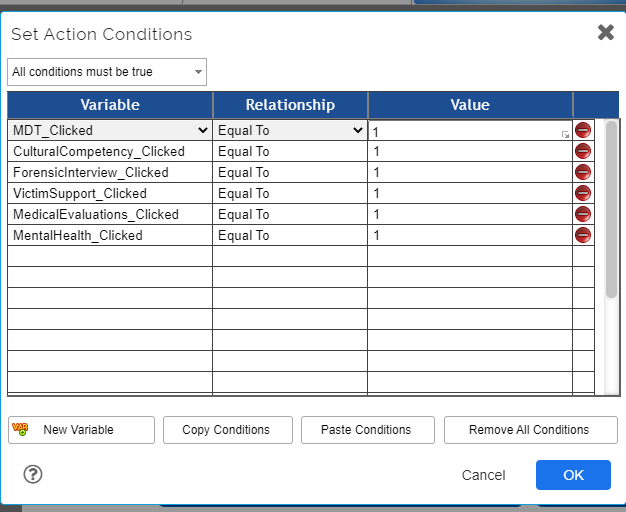 Set Action Conditions
All conditions must be true
Variable Relationship Value
MDT_Clicked Equal To 1
CulturalCompetency_Clicked Equal To 1
ForensicInterview_Clicked Equal To 1
VictimSupport_Clicked Equal To 1
MedicalEvaluations_Clicked Equal To 1
MentalHealth_Clicked Equal To 1
VAR New Variable Copy Conditions Paste Conditions Remove All Conditions
? Cancel OK